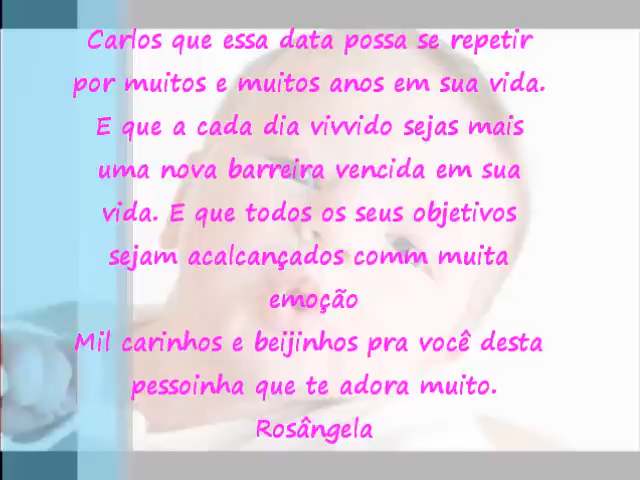 Carlos que essa data possa se repetir
por muitos e muitos anos em sua vida.
E que a cada dia vivvido sejas mais
uma nova barreira vencida em sua
vida. E que todos os seus objetivos
sejam acalcançados comm muita
emoção
Mil carinhos e beijinhos pra você desta
pessoinha que te adora muito.
Rosângela